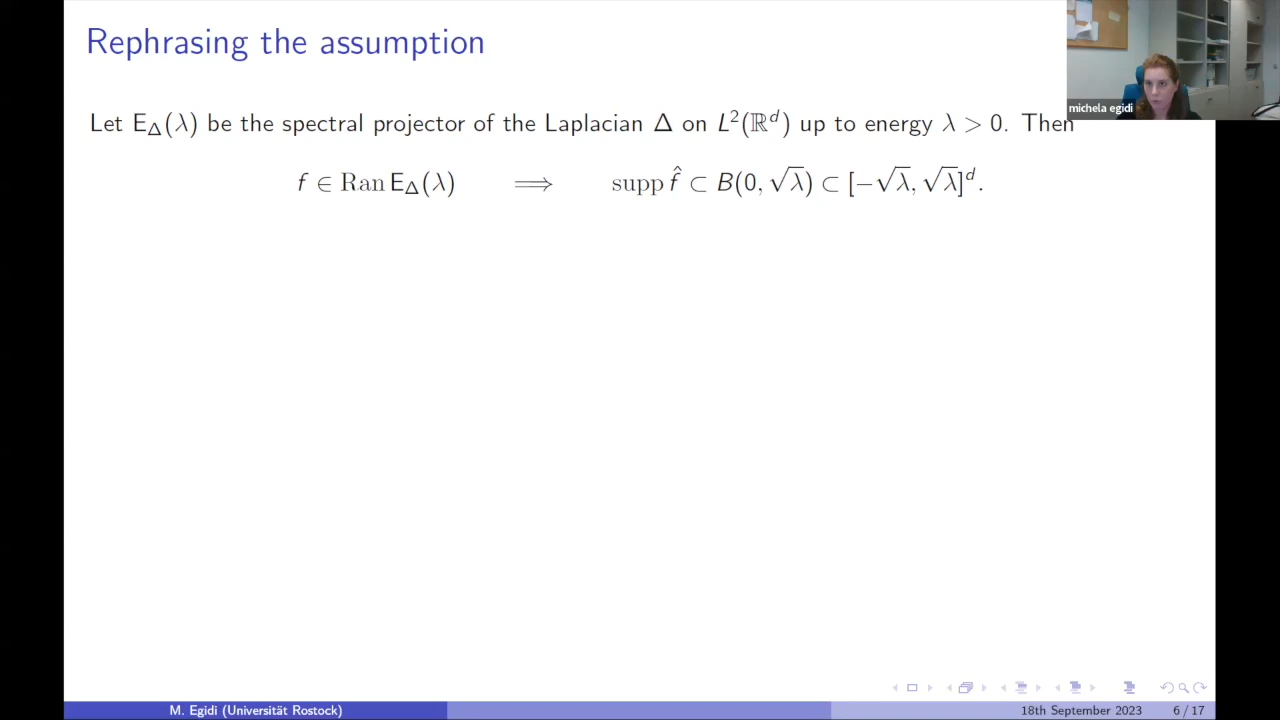 Rephrasing the assumption
michela egidi
Let E_Δ(λ) be the spectral projector of the Laplacian Δ on L²(ℝᵈ) up to energy λ > 0. Then
f ∈ Ran E_Δ(λ) ⟹ supp f̂ ⊂ B(0, √λ) ⊂ [−√λ, √λ]ᵈ.
M. Egidi (Universität Rostock) 18th September 2023 6 / 17